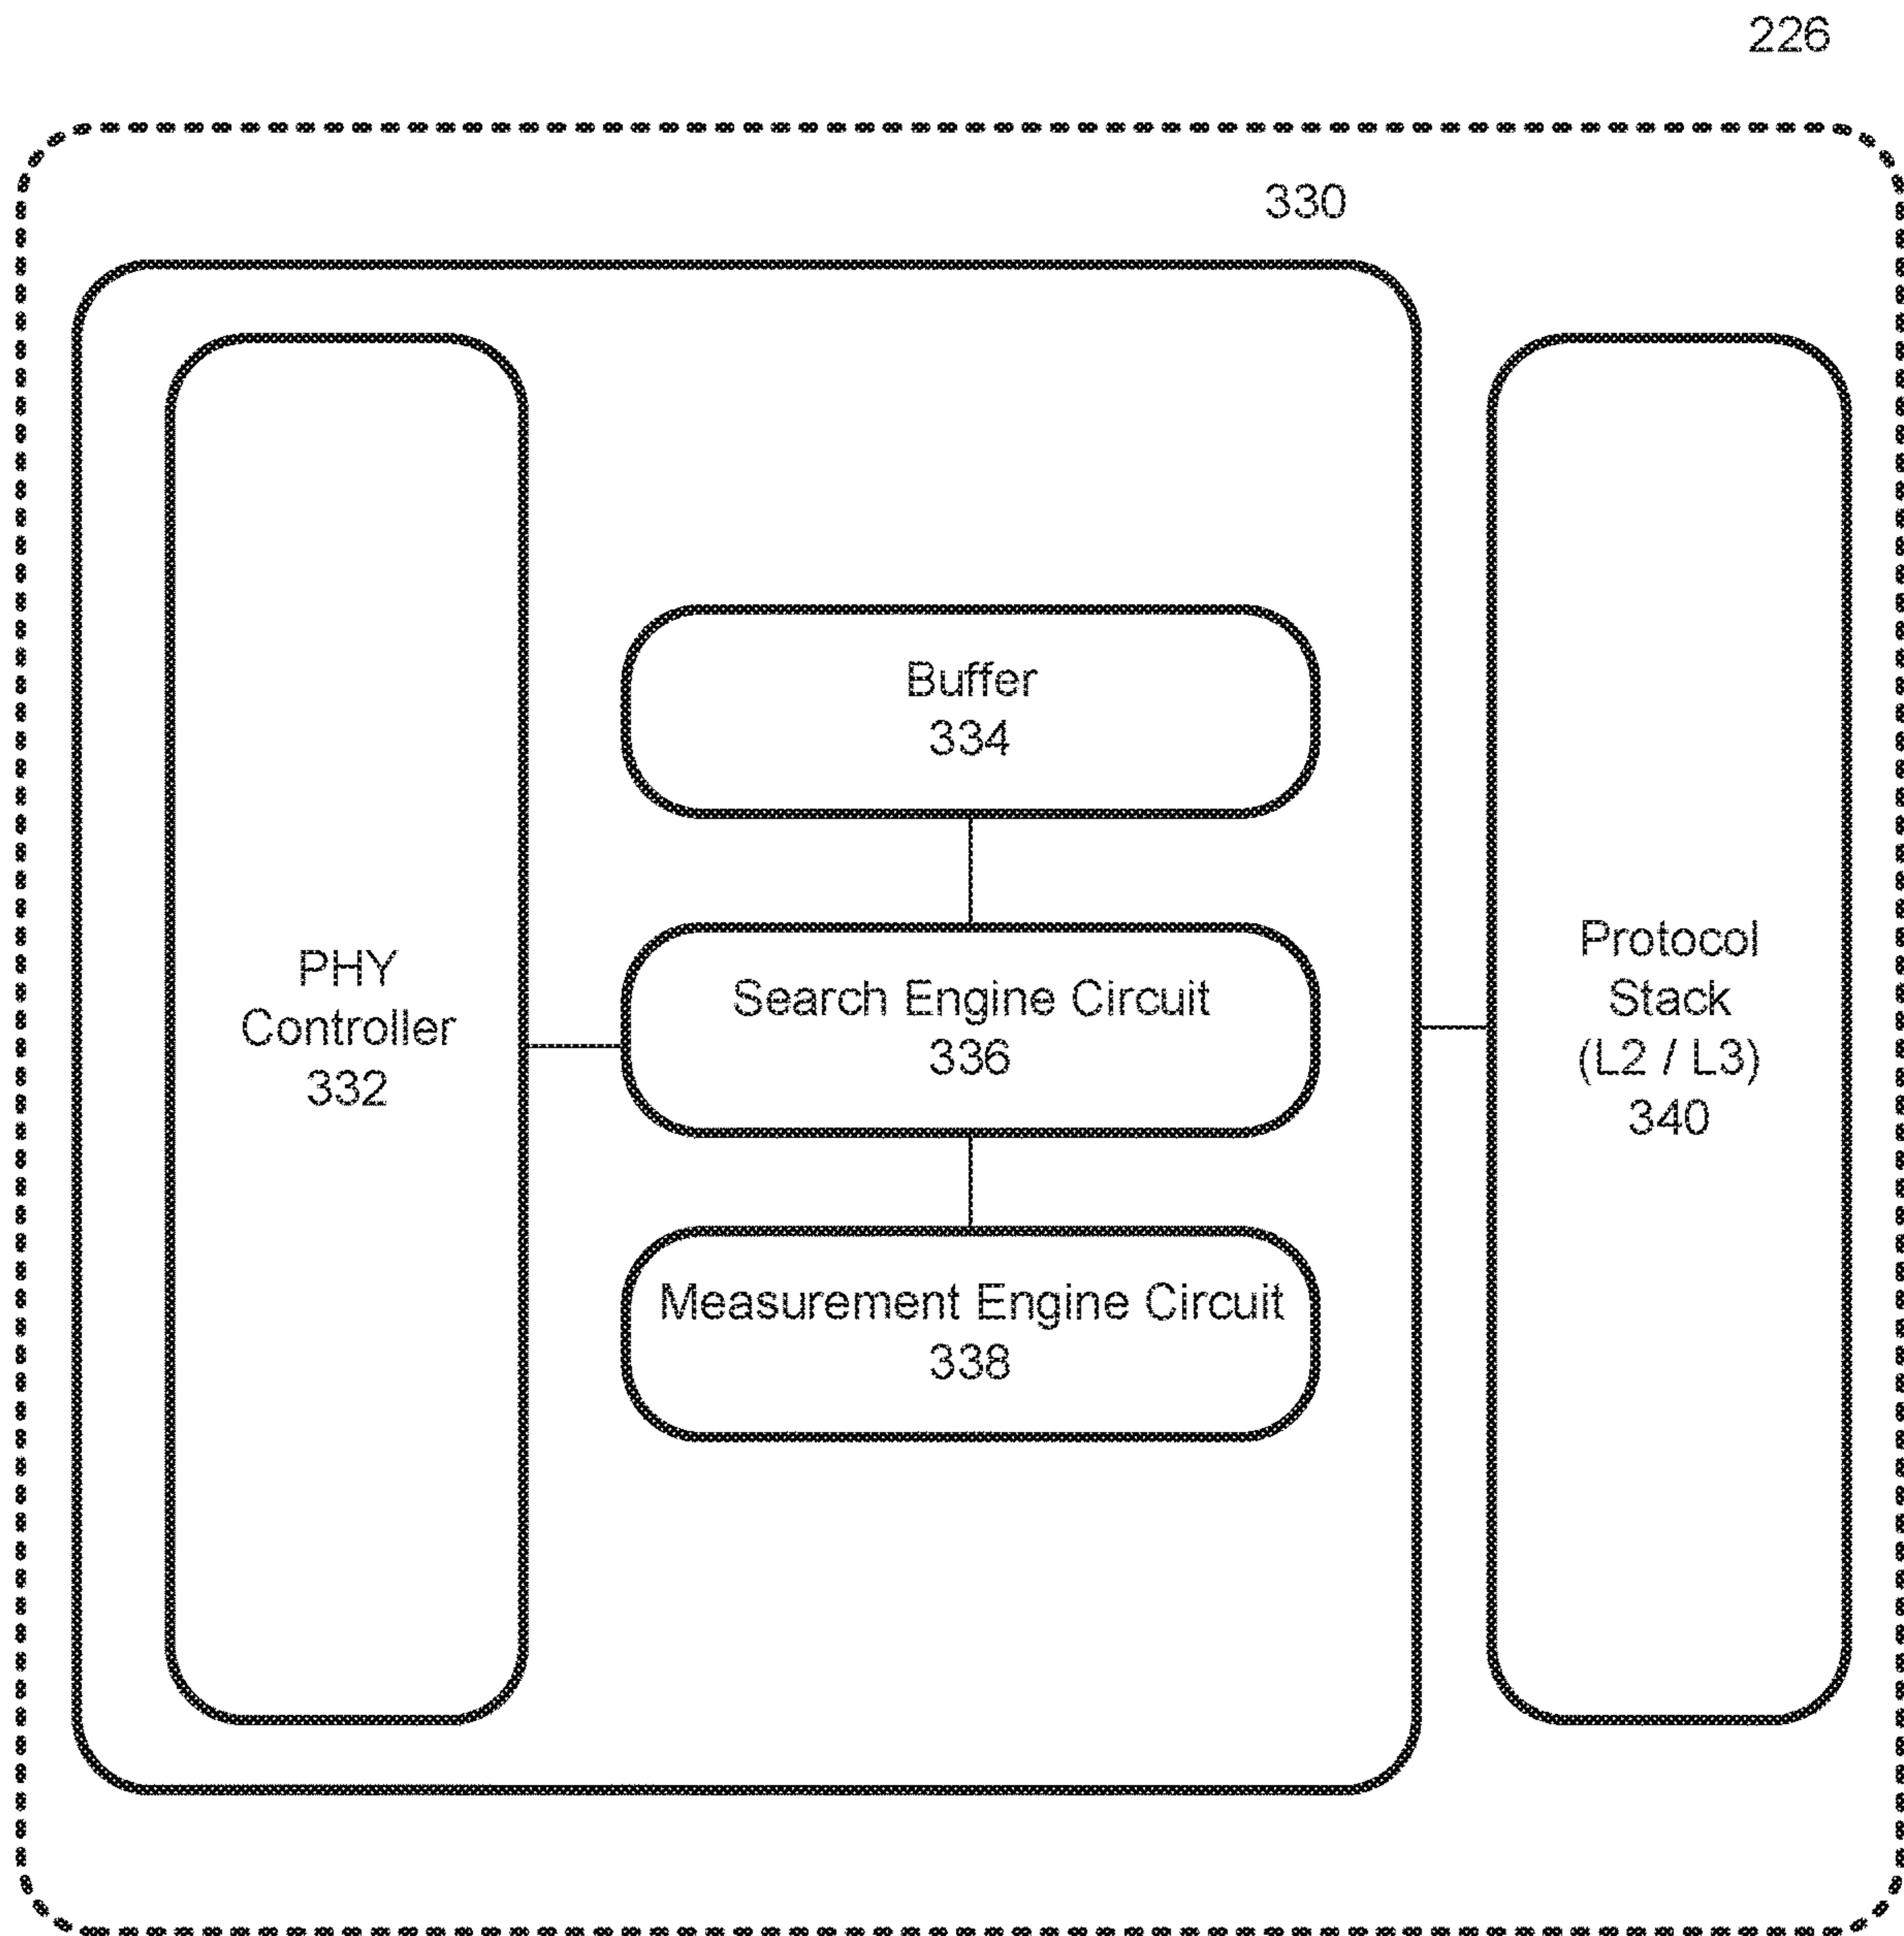 226
330
Buffer
334
PHY
Controller
332
Search Engine Circuit
336
Measurement Engine Circuit
338
Protocol
Stack
(L2 / L3)
340